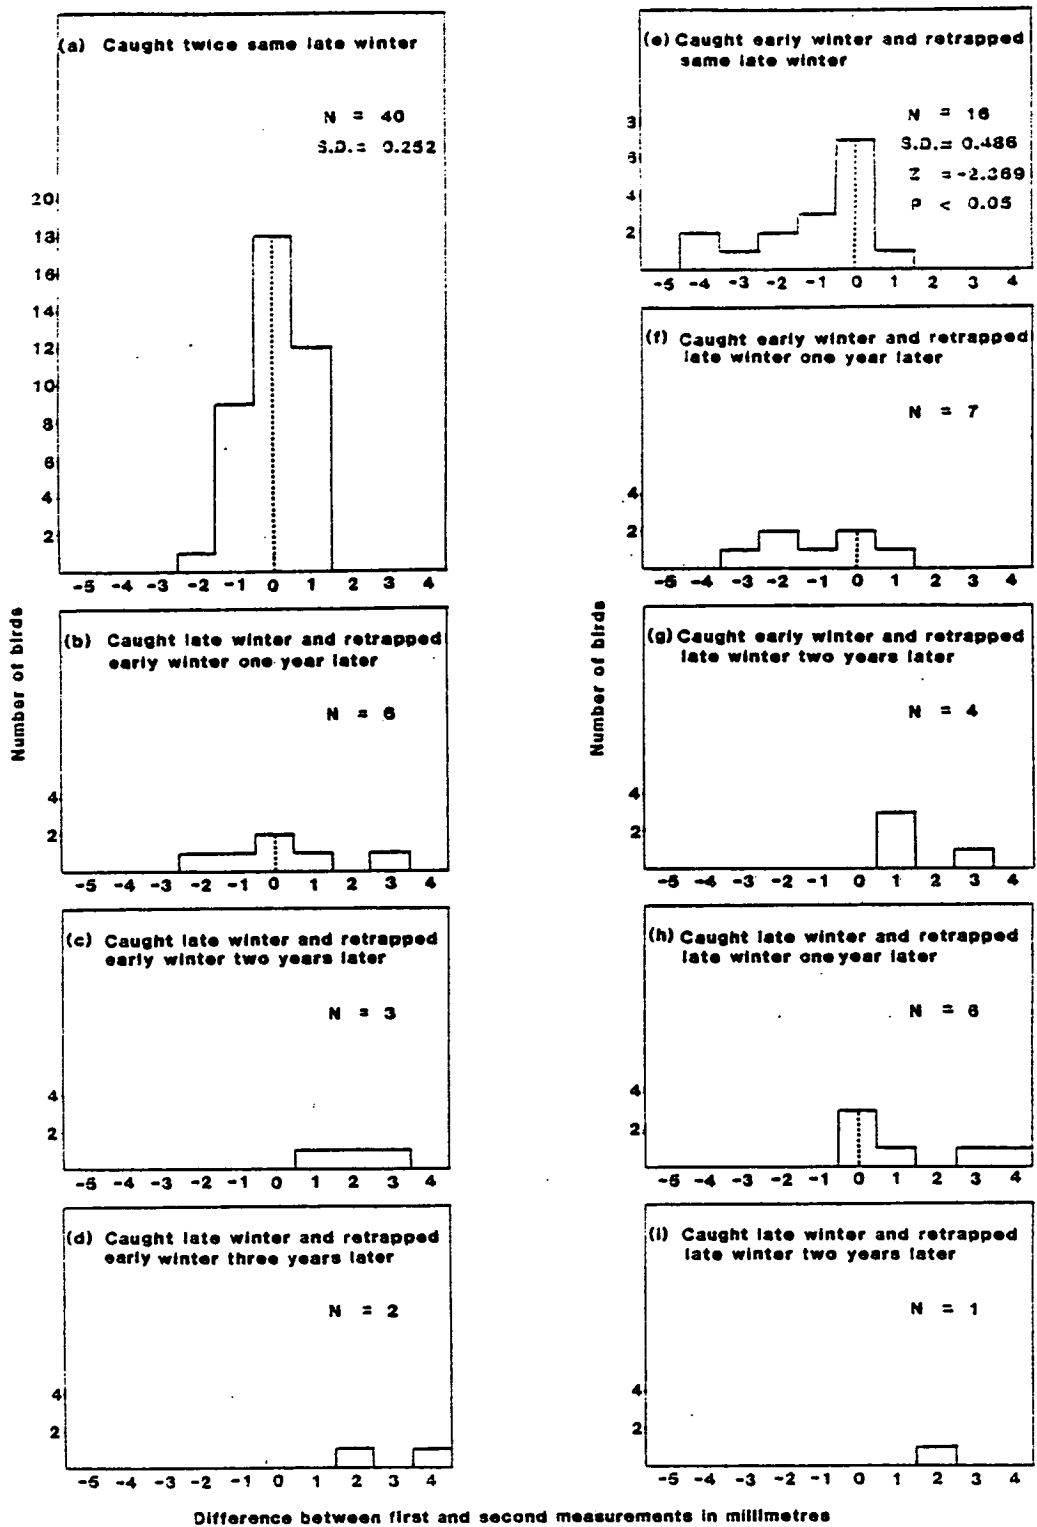 (a) Caught twice same late winter
N = 40
S.D.= 0.252
20
18
16
14
12
10
8
6
4
2
-5 -4 -3 -2 -1 0 1 2 3 4
(b) Caught late winter and retrapped
early winter one year later
N = 6
4
2
-5 -4 -3 -2 -1 0 1 2 3 4
(c) Caught late winter and retrapped
early winter two years later
N = 3
4
2
-5 -4 -3 -2 -1 0 1 2 3 4
(d) Caught late winter and retrapped
early winter three years later
N = 2
4
2
-5 -4 -3 -2 -1 0 1 2 3 4
Number of birds
(e) Caught early winter and retrapped
same late winter
N = 16
S.D.= 0.486
Z = -2.369
P < 0.05
8
6
4
2
-5 -4 -3 -2 -1 0 1 2 3 4
(f) Caught early winter and retrapped
late winter one year later
N = 7
4
2
-5 -4 -3 -2 -1 0 1 2 3 4
(g) Caught early winter and retrapped
late winter two years later
N = 4
4
2
-5 -4 -3 -2 -1 0 1 2 3 4
(h) Caught late winter and retrapped
late winter one year later
N = 6
4
2
-5 -4 -3 -2 -1 0 1 2 3 4
(i) Caught late winter and retrapped
late winter two years later
N = 1
4
2
-5 -4 -3 -2 -1 0 1 2 3 4
Number of birds
Difference between first and second measurements in millimetres